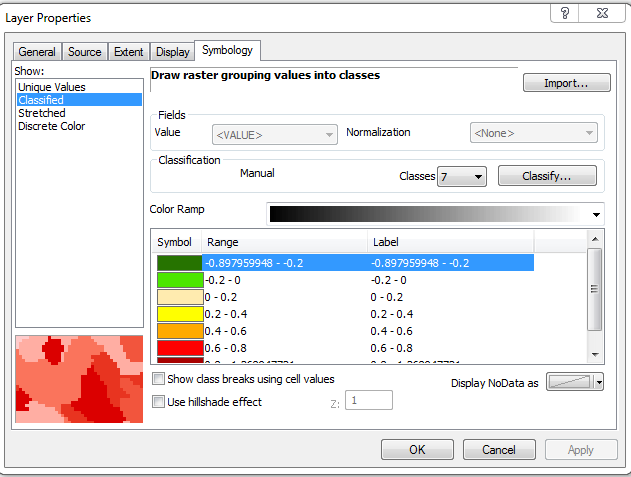 Layer Properties
General Source Extent Display Symbology
Show:
Unique Values
Classified
Stretched
Discrete Color
Draw raster grouping values into classes
Import...
Fields
Value <VALUE> Normalization <None>
Classification
Manual Classes 7 Classify...
Color Ramp
Symbol Range Label
-0.897959948 - -0.2 -0.897959948 - -0.2
-0.2 - 0 -0.2 - 0
0 - 0.2 0 - 0.2
0.2 - 0.4 0.2 - 0.4
0.4 - 0.6 0.4 - 0.6
0.6 - 0.8 0.6 - 0.8
Show class breaks using cell values
Display NoData as
Use hillshade effect Z: 1
OK Cancel Apply